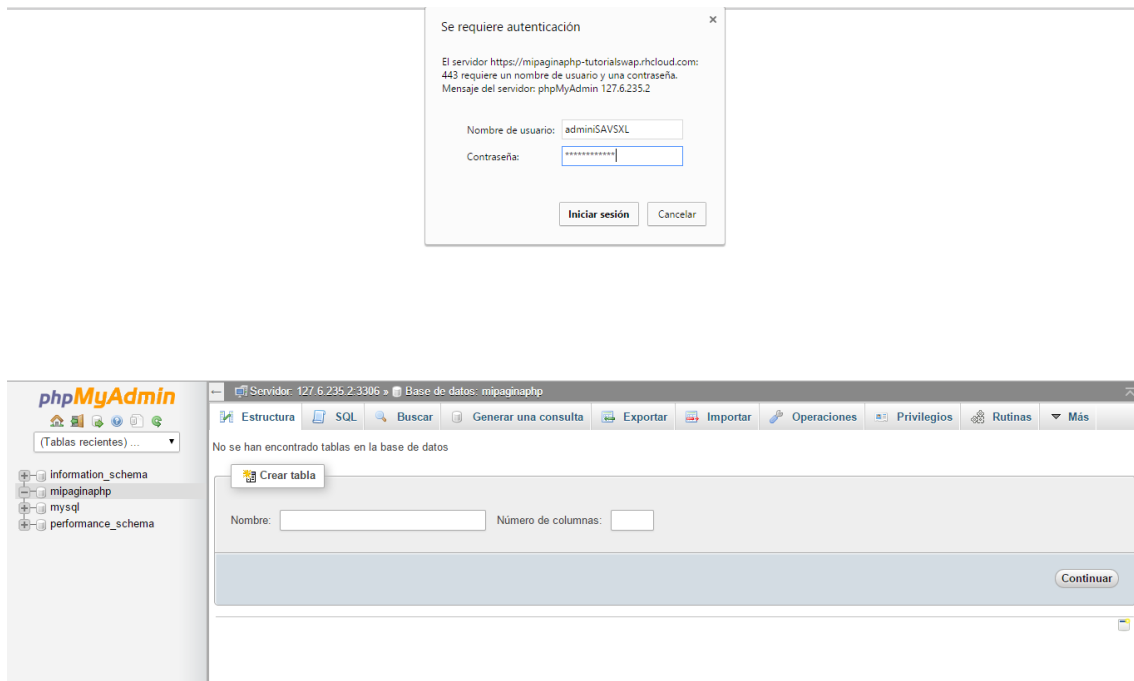 Se requiere autenticación
×
El servidor https://mipaginaphp-tutorialswap.rhcloud.com:
443 requiere un nombre de usuario y una contraseña.
Mensaje del servidor: phpMyAdmin 127.6.235.2
Nombre de usuario: adminiSAVSXL
Contraseña: ************
Iniciar sesión Cancelar
phpMyAdmin
(Tablas recientes) ...
information_schema
mipaginaphp
mysql
performance_schema
Servidor: 127.6.235.2:3306 » Base de datos: mipaginaphp
Estructura SQL Buscar Generar una consulta Exportar Importar Operaciones Privilegios Rutinas Más
No se han encontrado tablas en la base de datos
Crear tabla
Nombre: Número de columnas:
Continuar